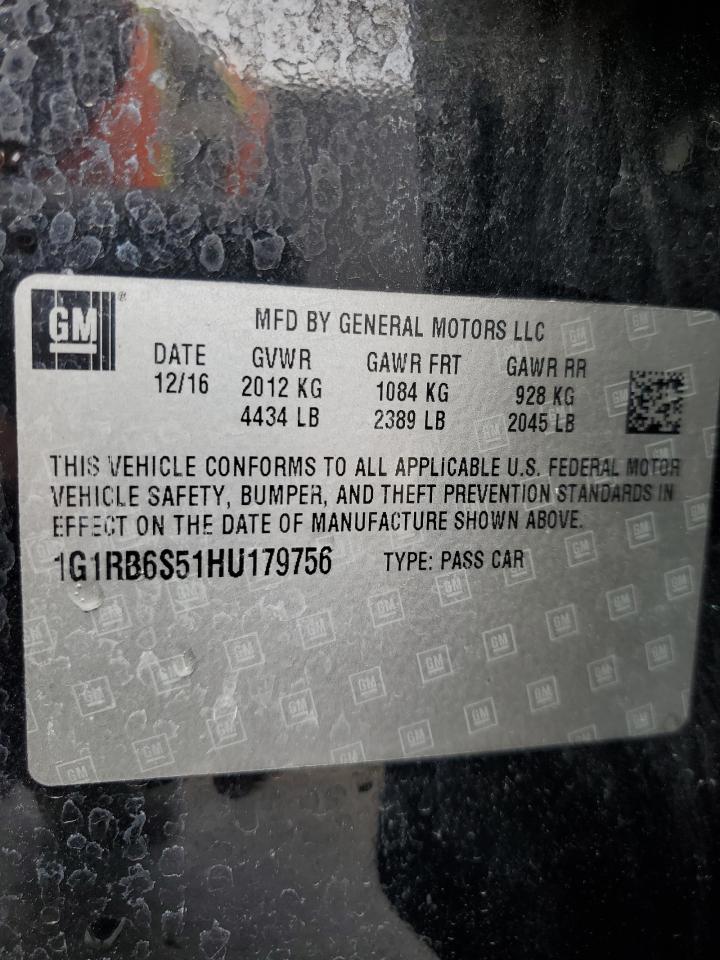 GM
MFD BY GENERAL MOTORS LLC
DATE GVWR GAWR FRT GAWR RR
12/16 2012 KG 1084 KG 928 KG
4434 LB 2389 LB 2045 LB
THIS VEHICLE CONFORMS TO ALL APPLICABLE U.S. FEDERAL MOTOR
VEHICLE SAFETY, BUMPER, AND THEFT PREVENTION STANDARDS IN
EFFECT ON THE DATE OF MANUFACTURE SHOWN ABOVE.
1G1RB6S51HU179756 TYPE: PASS CAR